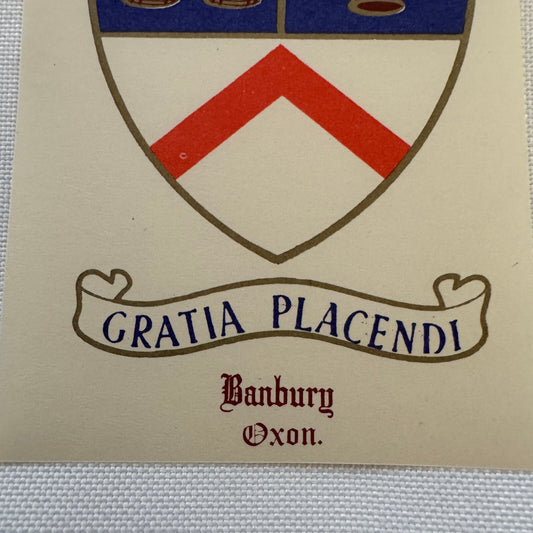 GRATIA PLACENDI
Banbury
Oxon.